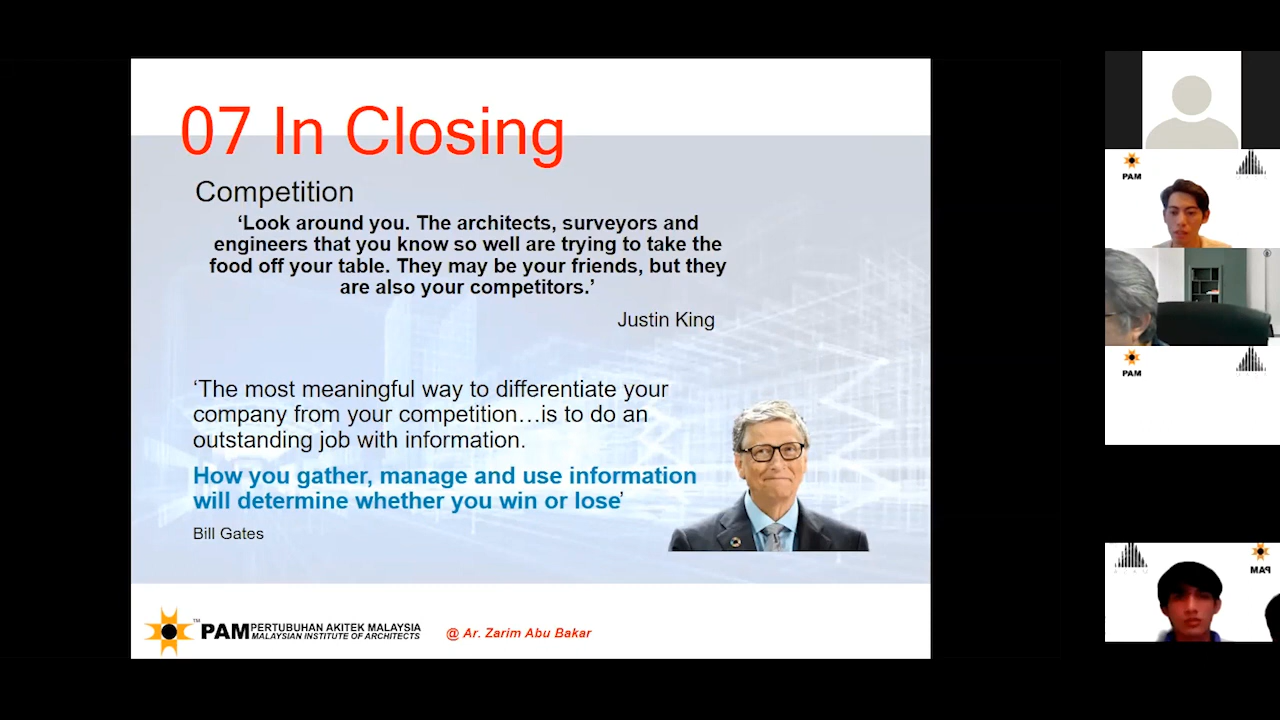 07 In Closing
Competition
‘Look around you. The architects, surveyors and
engineers that you know so well are trying to take the
food off your table. They may be your friends, but they
are also your competitors.’
Justin King
‘The most meaningful way to differentiate your
company from your competition…is to do an
outstanding job with information.
How you gather, manage and use information
will determine whether you win or lose’
Bill Gates
PAM PERTUBUHAN AKITEK MALAYSIA
MALAYSIAN INSTITUTE OF ARCHITECTS
TM
@ Ar. Zarim Abu Bakar
PAM
PAM
PAM